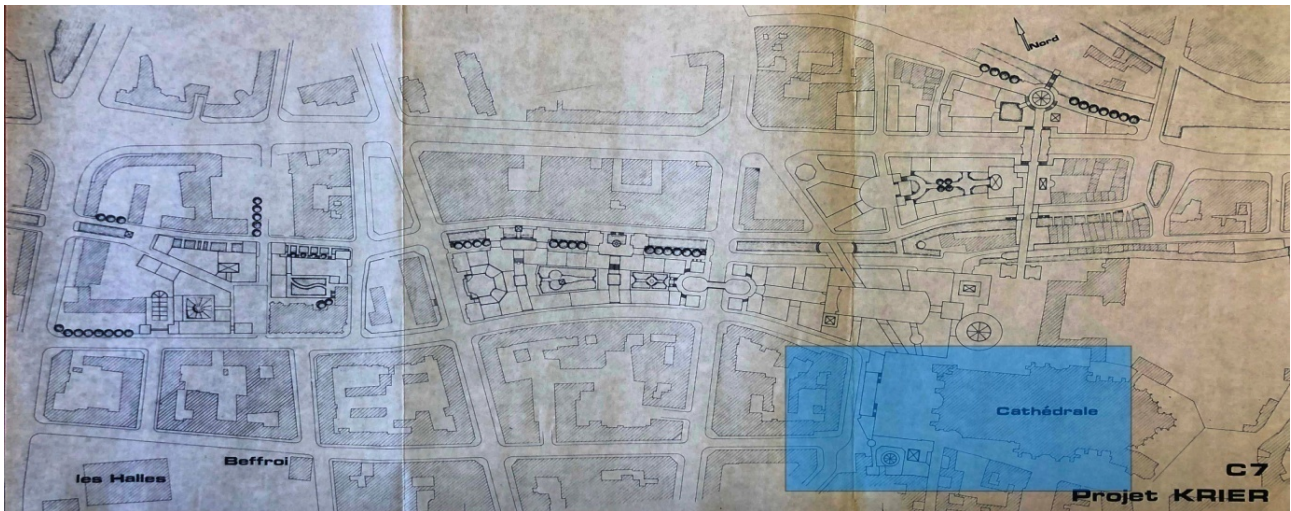 Nord
Cathédrale
Beffroi
les Halles
C7
Projet KRIER